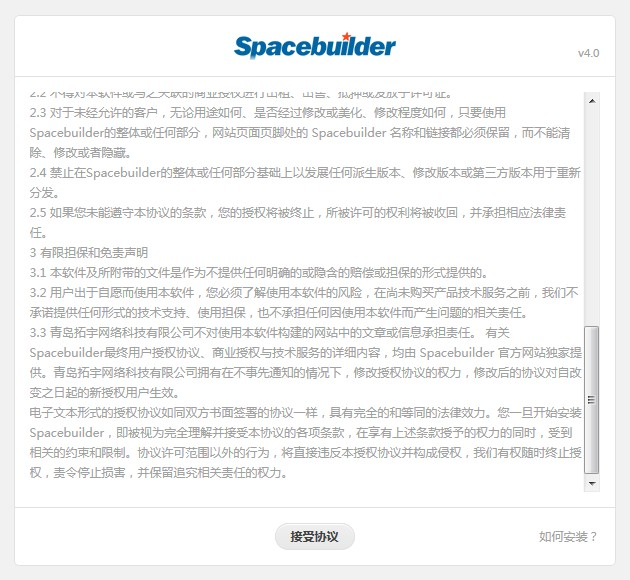 Spacebuilder
v4.0
2.2 不得对本软件或与之关联的商业授权进行出租、出售、抵押或发放子许可证。
2.3 对于未经允许的客户，无论用途如何、是否经过修改或美化、修改程度如何，只要使用
Spacebuilder的整体或任何部分，网站页面页脚处的 Spacebuilder 名称和链接都必须保留，而不能清
除、修改或者隐藏。
2.4 禁止在Spacebuilder的整体或任何部分基础上以发展任何派生版本、修改版本或第三方版本用于重新
分发。
2.5 如果您未能遵守本协议的条款，您的授权将被终止，所被许可的权利将被收回，并承担相应法律责
任。
3 有限担保和免责声明
3.1 本软件及所附带的文件是作为不提供任何明确的或隐含的赔偿或担保的形式提供的。
3.2 用户出于自愿而使用本软件，您必须了解使用本软件的风险，在尚未购买产品技术服务之前，我们不
承诺提供任何形式的技术支持、使用担保，也不承担任何因使用本软件而产生问题的相关责任。
3.3 青岛拓宇网络科技有限公司不对使用本软件构建的网站中的文章或信息承担责任。 有关
Spacebuilder最终用户授权协议、商业授权与技术服务的详细内容，均由 Spacebuilder 官方网站独家提
供。青岛拓宇网络科技有限公司拥有在不事先通知的情况下，修改授权协议的权力，修改后的协议对自改
变之日起的新授权用户生效。
电子文本形式的授权协议如同双方书面签署的协议一样，具有完全的和等同的法律效力。您一旦开始安装
Spacebuilder，即被视为完全理解并接受本协议的各项条款，在享有上述条款授予的权力的同时，受到
相关的约束和限制。协议许可范围以外的行为，将直接违反本授权协议并构成侵权，我们有权随时终止授
权，责令停止损害，并保留追究相关责任的权力。
接受协议
如何安装？